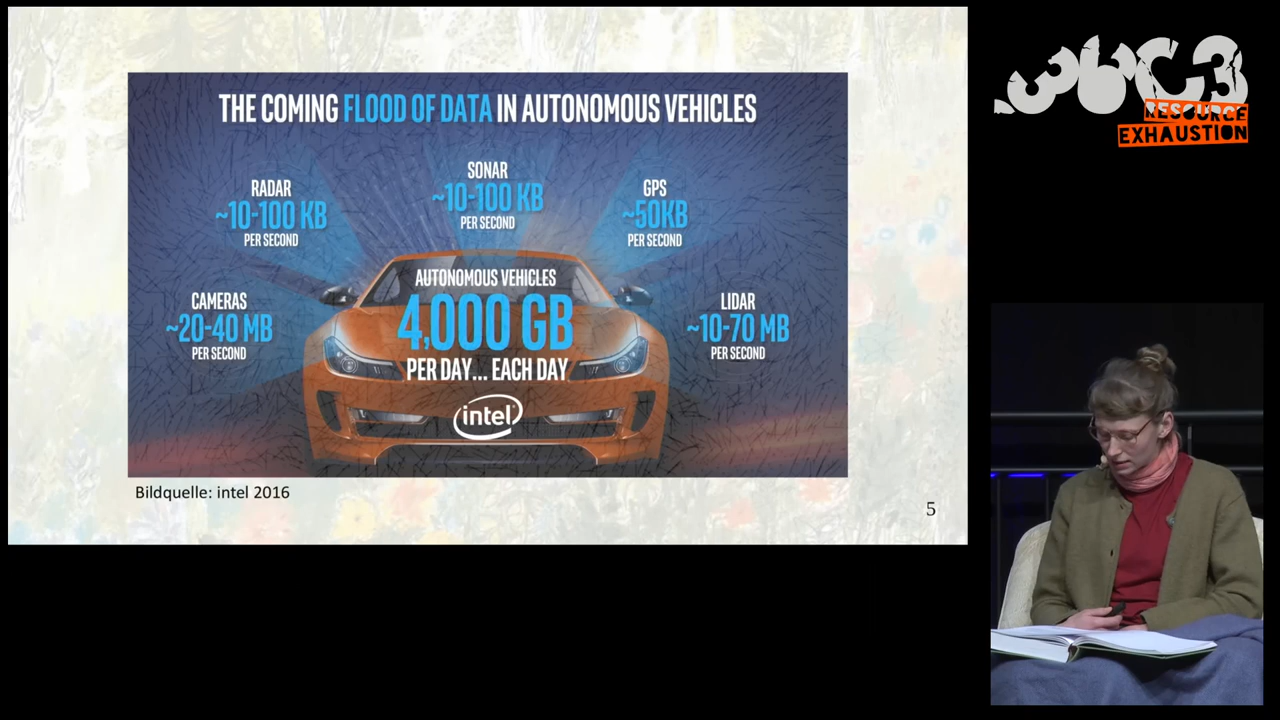 THE COMING FLOOD OF DATA IN AUTONOMOUS VEHICLES
RADAR
~10-100 KB
PER SECOND
SONAR
~10-100 KB
PER SECOND
GPS
~50KB
PER SECOND
CAMERAS
~20-40 MB
PER SECOND
AUTONOMOUS VEHICLES
4,000 GB
PER DAY... EACH DAY
intel
LIDAR
~10-70 MB
PER SECOND
Bildquelle: intel 2016
5
36C3
RESOURCE
EXHAUSTION